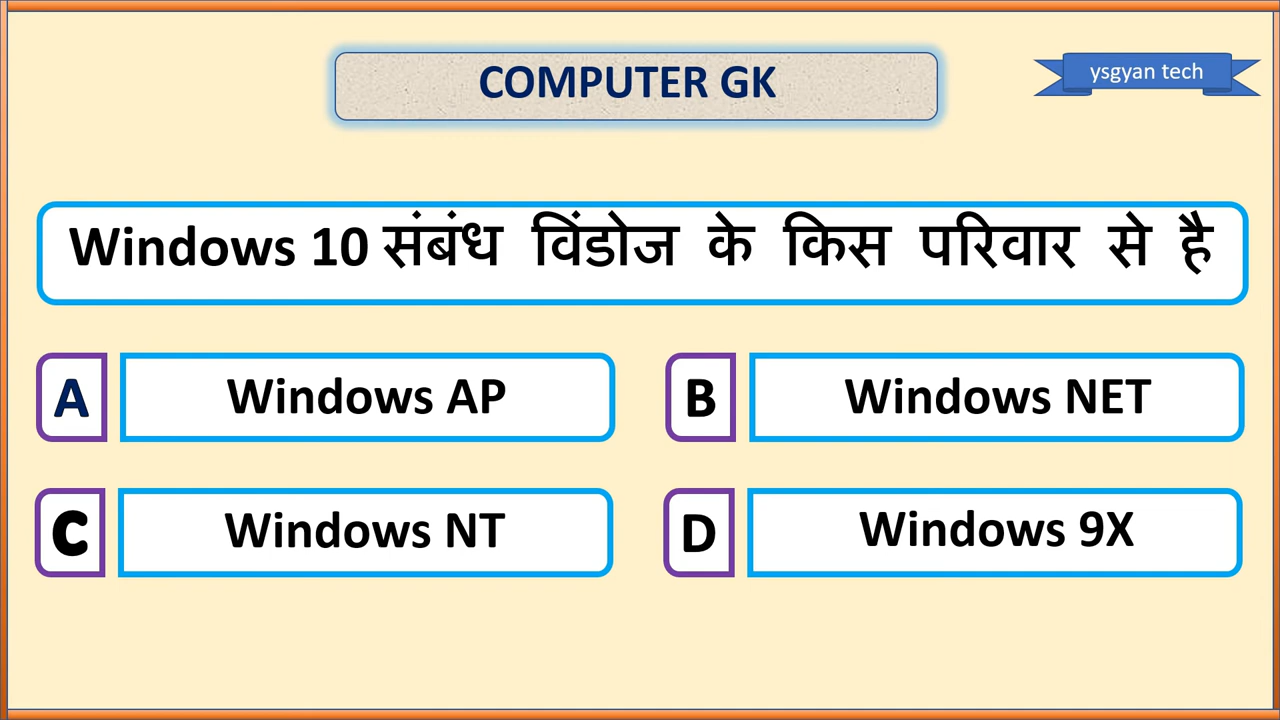 COMPUTER GK
ysgyan tech
Windows 10 संबंध विंडोज के किस परिवार से है
A Windows AP
B Windows NET
C Windows NT
D Windows 9X